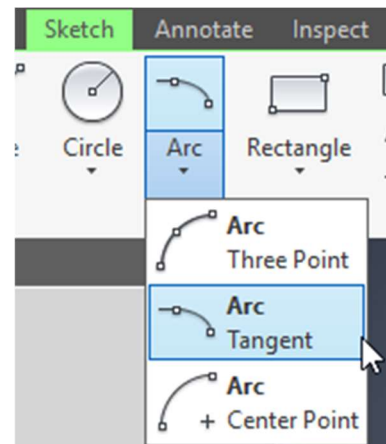 Sketch Annotate Inspect
Circle Arc Rectangle
Arc
Three Point
Arc
Tangent
Arc
Center Point